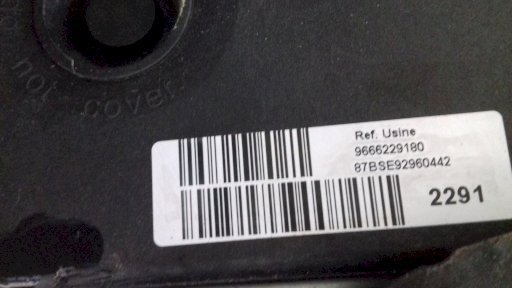 not cover
Ref. Usine
9666229180
87BSE92960442
2291